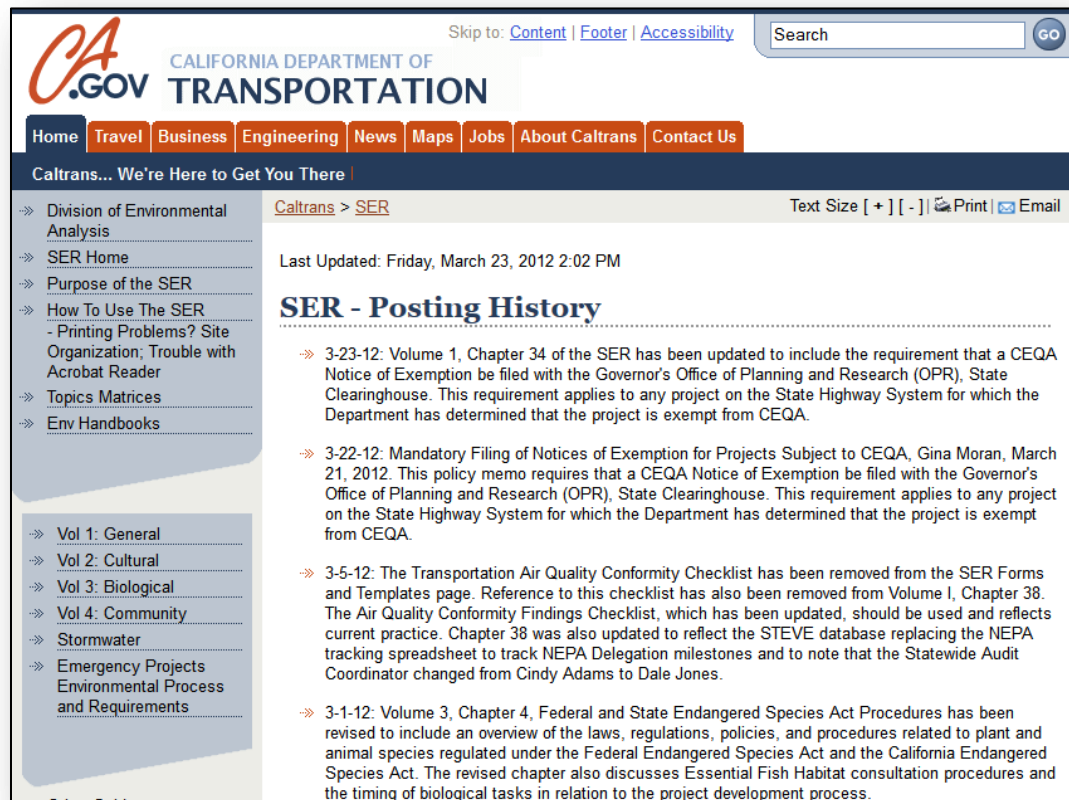 Skip to: Content | Footer | Accessibility
Search
GO
CA
.GOV
CALIFORNIA DEPARTMENT OF
TRANSPORTATION
Home Travel Business Engineering News Maps Jobs About Caltrans Contact Us
Caltrans... We're Here to Get You There |
Division of Environmental
Analysis
SER Home
Purpose of the SER
How To Use The SER
- Printing Problems? Site
Organization; Trouble with
Acrobat Reader
Topics Matrices
Env Handbooks
Vol 1: General
Vol 2: Cultural
Vol 3: Biological
Vol 4: Community
Stormwater
Emergency Projects
Environmental Process
and Requirements
Caltrans > SER
Text Size [ + ] [ - ] | Print | Email
Last Updated: Friday, March 23, 2012 2:02 PM
SER - Posting History
3-23-12: Volume 1, Chapter 34 of the SER has been updated to include the requirement that a CEQA
Notice of Exemption be filed with the Governor's Office of Planning and Research (OPR), State
Clearinghouse. This requirement applies to any project on the State Highway System for which the
Department has determined that the project is exempt from CEQA.
3-22-12: Mandatory Filing of Notices of Exemption for Projects Subject to CEQA, Gina Moran, March
21, 2012. This policy memo requires that a CEQA Notice of Exemption be filed with the Governor's
Office of Planning and Research (OPR), State Clearinghouse. This requirement applies to any project
on the State Highway System for which the Department has determined that the project is exempt
from CEQA.
3-5-12: The Transportation Air Quality Conformity Checklist has been removed from the SER Forms
and Templates page. Reference to this checklist has also been removed from Volume I, Chapter 38.
The Air Quality Conformity Findings Checklist, which has been updated, should be used and reflects
current practice. Chapter 38 was also updated to reflect the STEVE database replacing the NEPA
tracking spreadsheet to track NEPA Delegation milestones and to note that the Statewide Audit
Coordinator changed from Cindy Adams to Dale Jones.
3-1-12: Volume 3, Chapter 4, Federal and State Endangered Species Act Procedures has been
revised to include an overview of the laws, regulations, policies, and procedures related to plant and
animal species regulated under the Federal Endangered Species Act and the California Endangered
Species Act. The revised chapter also discusses Essential Fish Habitat consultation procedures and
the timing of biological tasks in relation to the project development process.